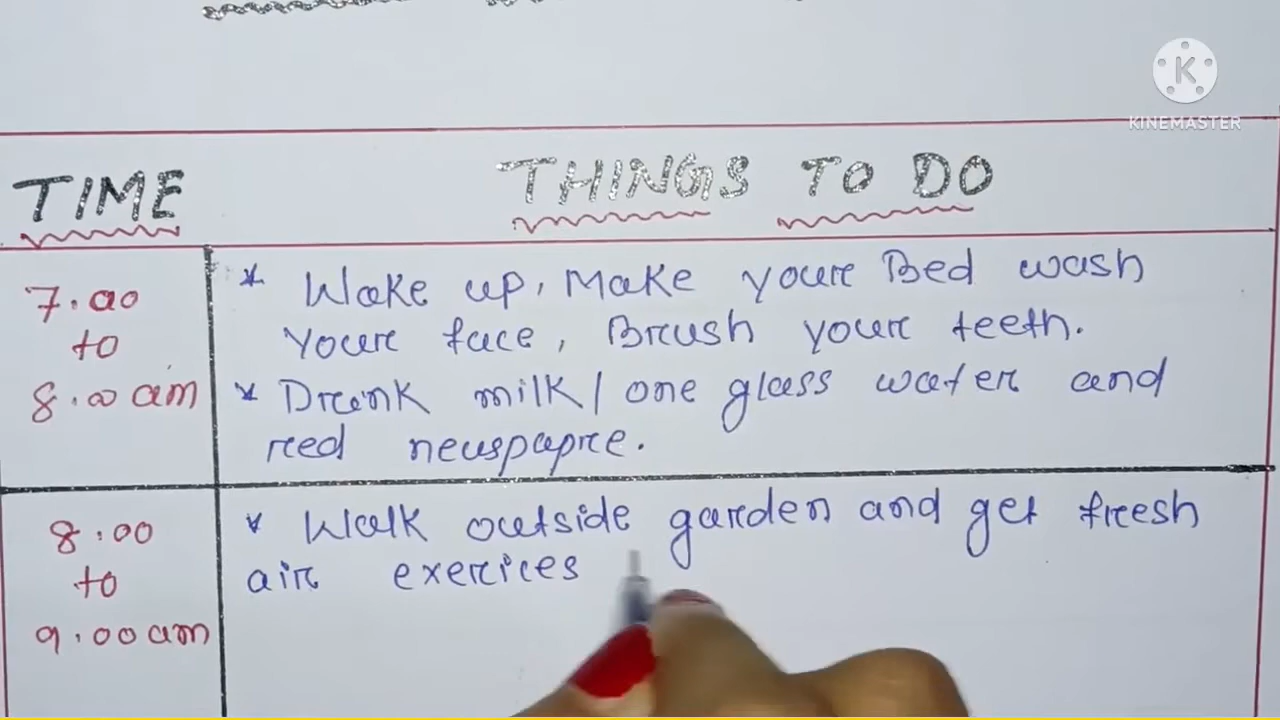 KINEMASTER
TIME THINGS TO DO
7.00
to
8.00 am
* Wake up, Make your Bed wash
your face, Brush your teeth.
* Drink milk/one glass water and
red neuspapre.
8.00
to
9.00 am
* Walk outside garden and get fresh
air exercices